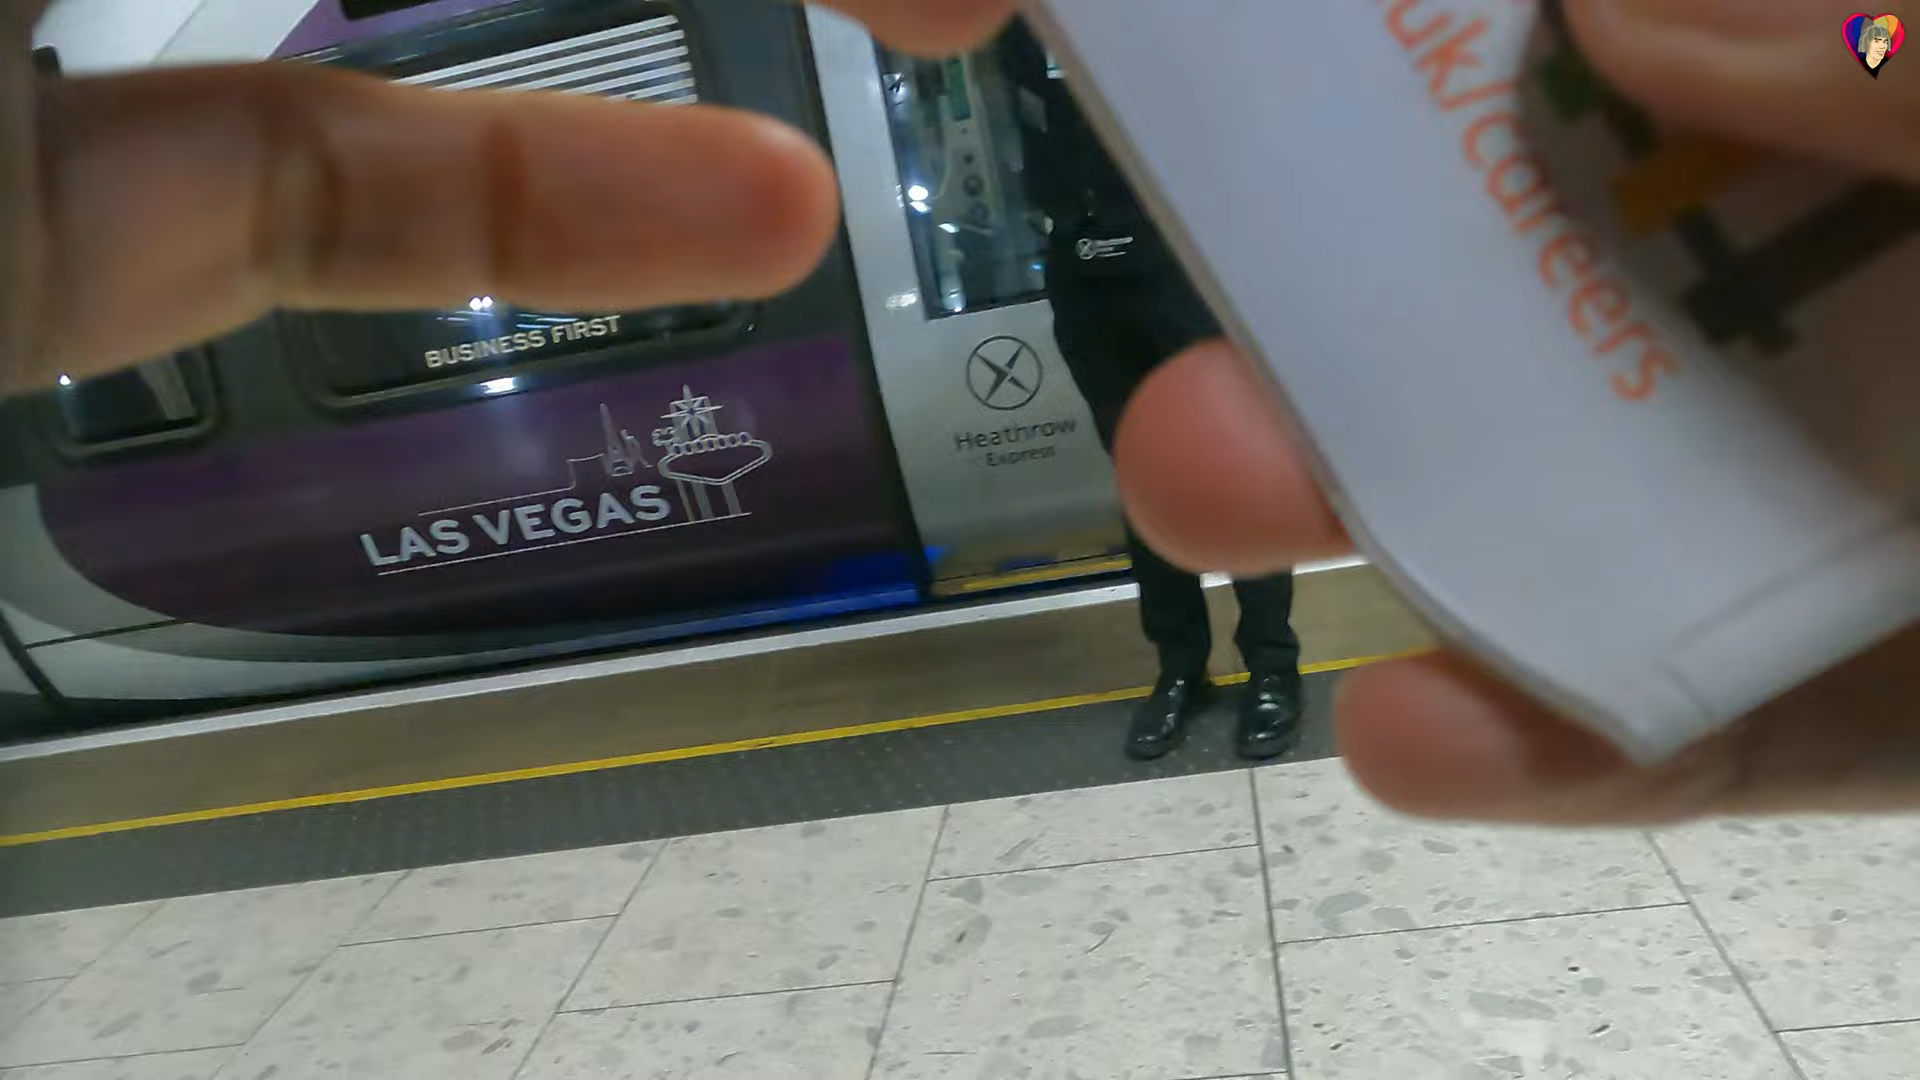 uk/careers
BUSINESS FIRST
Heathrow
Express
LAS VEGAS